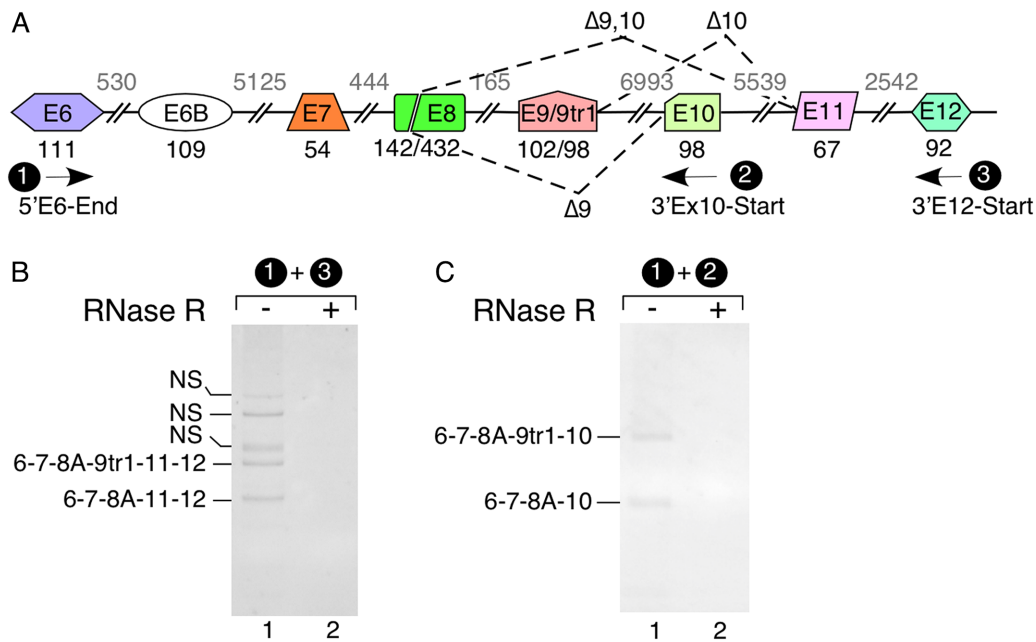 A
Δ9,10 Δ10
530 5125 444 165 6993 5539 2542
E6 E6B E7 E8 E9/9tr1 E10 E11 E12
111 109 54 142/432 102/98 98 67 92
1 2 3
5'E6-End Δ9 3'Ex10-Start 3'E12-Start
B
1 + 3
RNase R - +
NS
NS
NS
6-7-8A-9tr1-11-12
6-7-8A-11-12
1 2
C
1 + 2
RNase R - +
6-7-8A-9tr1-10
6-7-8A-10
1 2